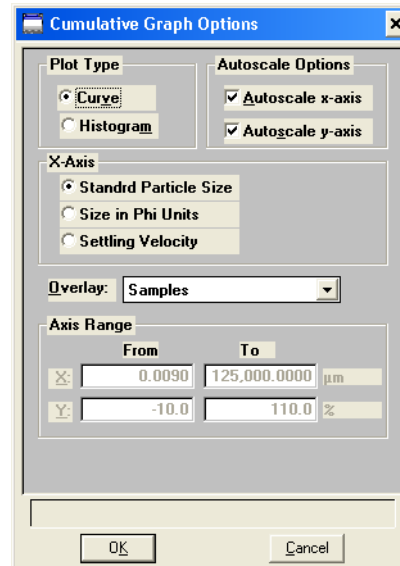 Cumulative Graph Options
Plot Type
Curve
Histogram
Autoscale Options
Autoscale x-axis
Autoscale y-axis
X-Axis
Standrd Particle Size
Size in Phi Units
Settling Velocity
Overlay: Samples
Axis Range
From To
X: 0.0090 125,000.0000 µm
Y: -10.0 110.0 %
OK Cancel